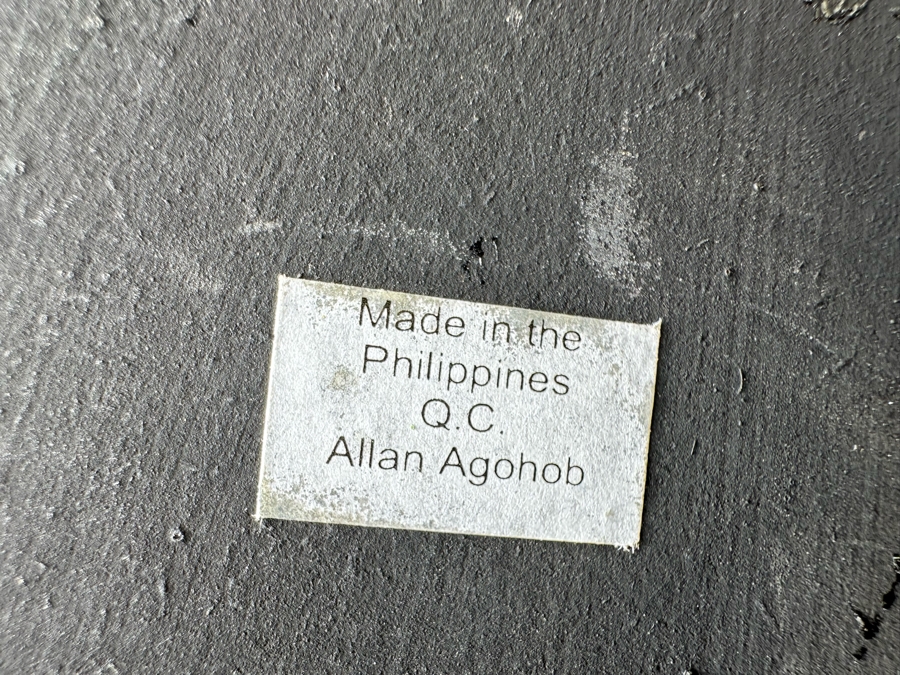 Made in the
Philippines
Q.C.
Allan Agohob